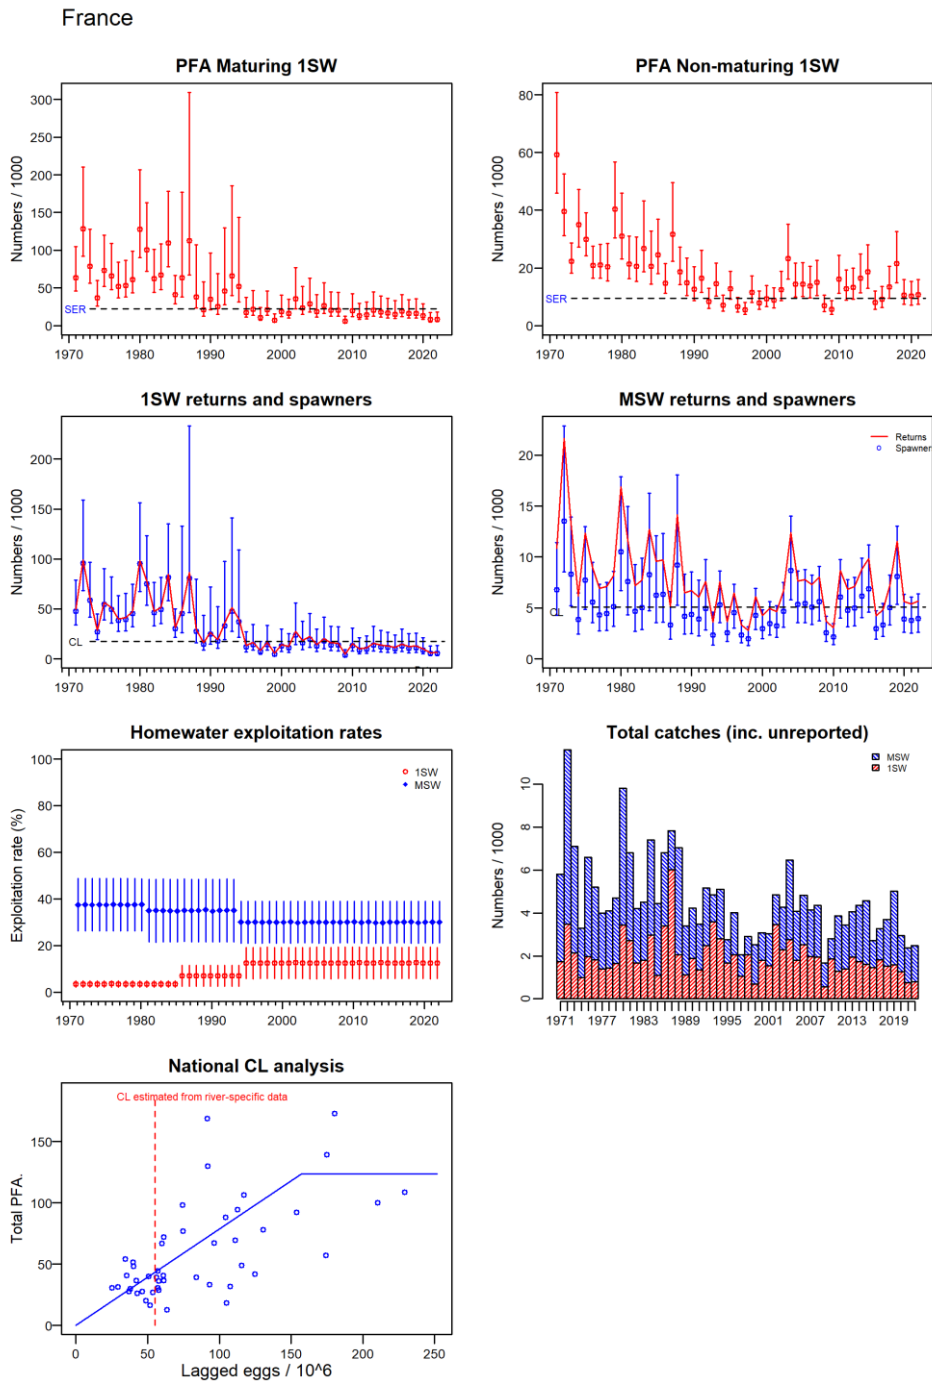 France
PFA Maturing 1SW
Numbers / 1000
300
250
200
150
100
50
0
SER
1970 1980 1990 2000 2010 2020
PFA Non-maturing 1SW
Numbers / 1000
80
60
40
20
0
SER
1970 1980 1990 2000 2010 2020
1SW returns and spawners
Numbers / 1000
200
150
100
50
0
CL
1970 1980 1990 2000 2010 2020
MSW returns and spawners
Numbers / 1000
20
15
10
5
0
CL
Returns
Spawner
1970 1980 1990 2000 2010 2020
Homewater exploitation rates
Exploitation rate (%)
100
80
60
40
20
0
1SW
MSW
1970 1980 1990 2000 2010 2020
Total catches (inc. unreported)
Numbers / 1000
10
8
6
4
2
0
MSW
1SW
1971 1977 1983 1989 1995 2001 2007 2013 2019
National CL analysis
CL estimated from river-specific data
Total PFA.
150
100
50
0
0 50 100 150 200 250
Lagged eggs / 10^6